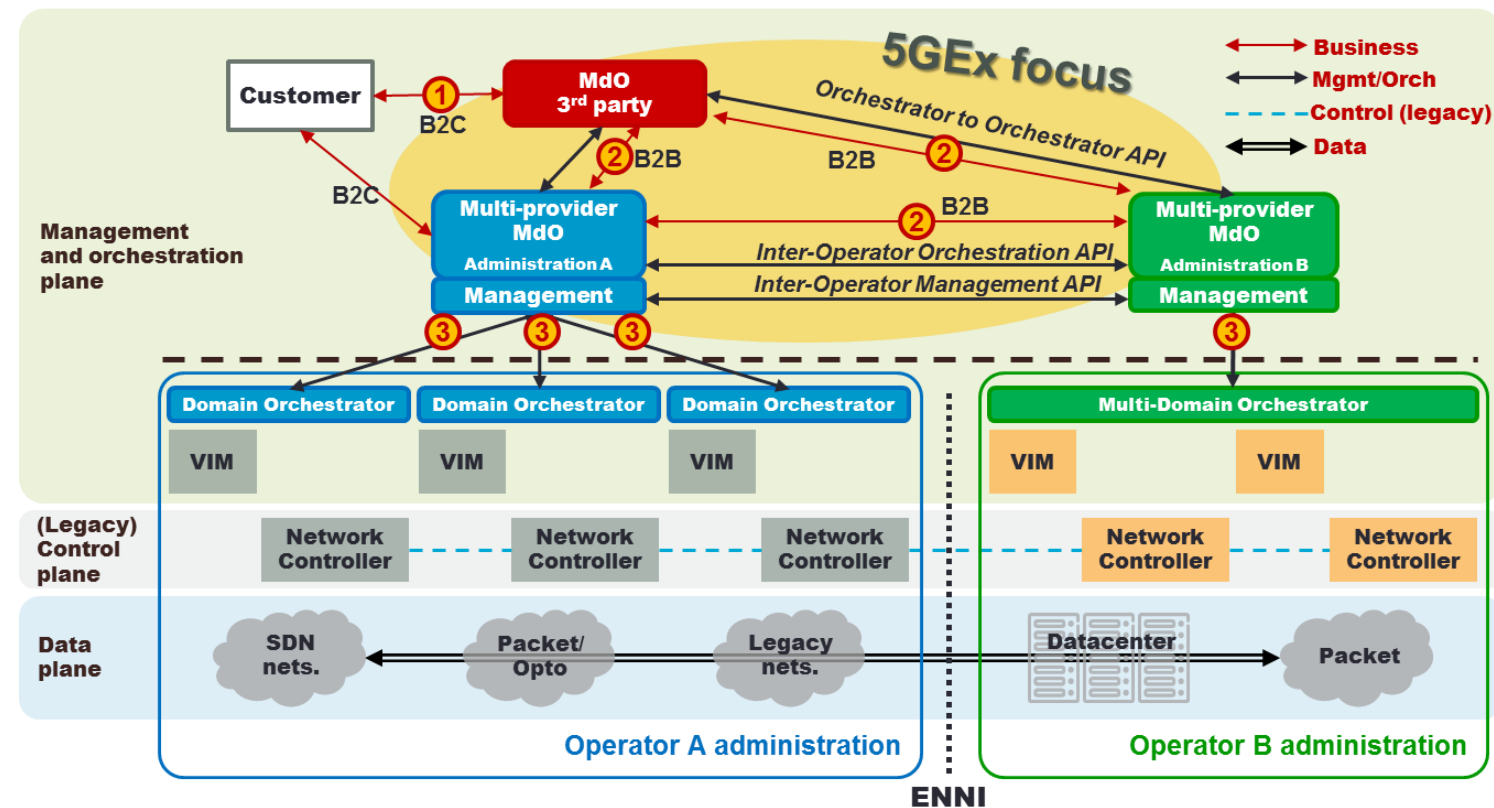 5GEx focus
Business
Mgmt/Orch
Control (legacy)
Data
Customer
1
B2C
MdO
3rd party
Orchestrator to Orchestrator API
2
B2B
2
B2B
B2C
Management
and orchestration
plane
Multi-provider
MdO
Administration A
Management
2
B2B
Inter-Operator Orchestration API
Inter-Operator Management API
Multi-provider
MdO
Administration B
Management
3
3
3
3
Domain Orchestrator
Domain Orchestrator
Domain Orchestrator
Multi-Domain Orchestrator
VIM
VIM
VIM
VIM
VIM
(Legacy)
Control
plane
Network
Controller
Network
Controller
Network
Controller
Network
Controller
Network
Controller
Data
plane
SDN
nets.
Packet/
Opto
Legacy
nets.
Datacenter
Packet
Operator A administration
Operator B administration
ENNI